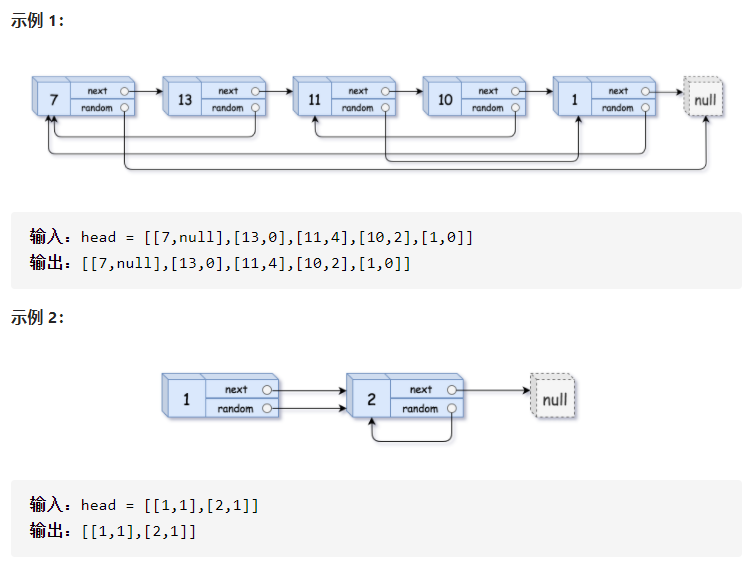 示例 1：
next next next next next
7 13 11 10 1 null
random random random random random
输入：head = [[7,null],[13,0],[11,4],[10,2],[1,0]]
输出：[[7,null],[13,0],[11,4],[10,2],[1,0]]
示例 2：
next next
1 2 null
random random
输入：head = [[1,1],[2,1]]
输出：[[1,1],[2,1]]